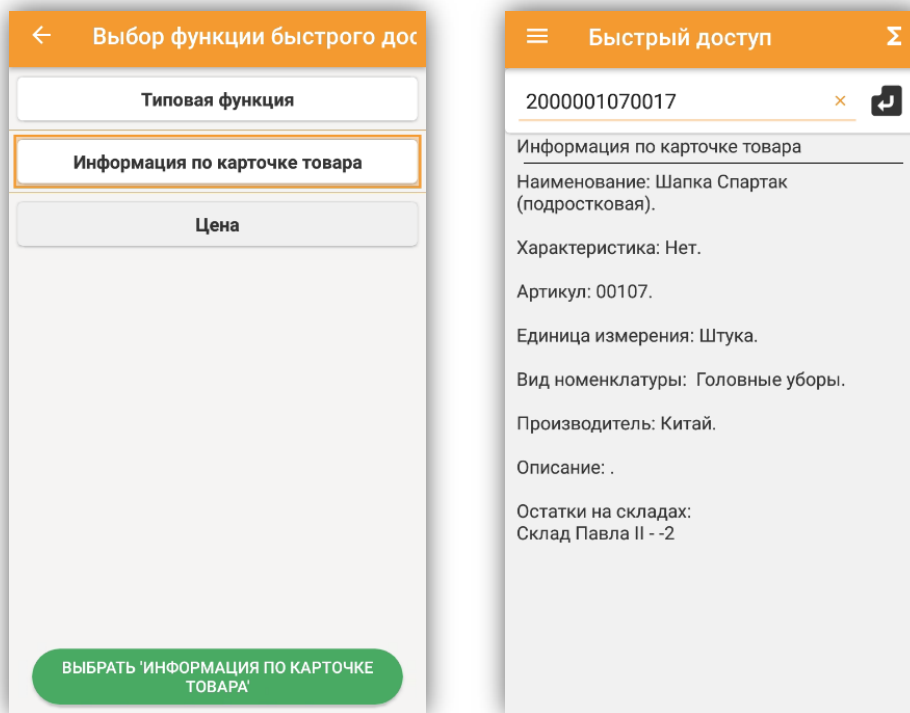 Выбор функции быстрого дос
Типовая функция
Информация по карточке товара
Цена
ВЫБРАТЬ 'ИНФОРМАЦИЯ ПО КАРТОЧКЕ
ТОВАРА'
Быстрый доступ
Σ
2000001070017
×
Информация по карточке товара
Наименование: Шапка Спартак
(подростковая).
Характеристика: Нет.
Артикул: 00107.
Единица измерения: Штука.
Вид номенклатуры:  Головные уборы.
Производитель: Китай.
Описание: .
Остатки на складах:
Склад Павла II - -2